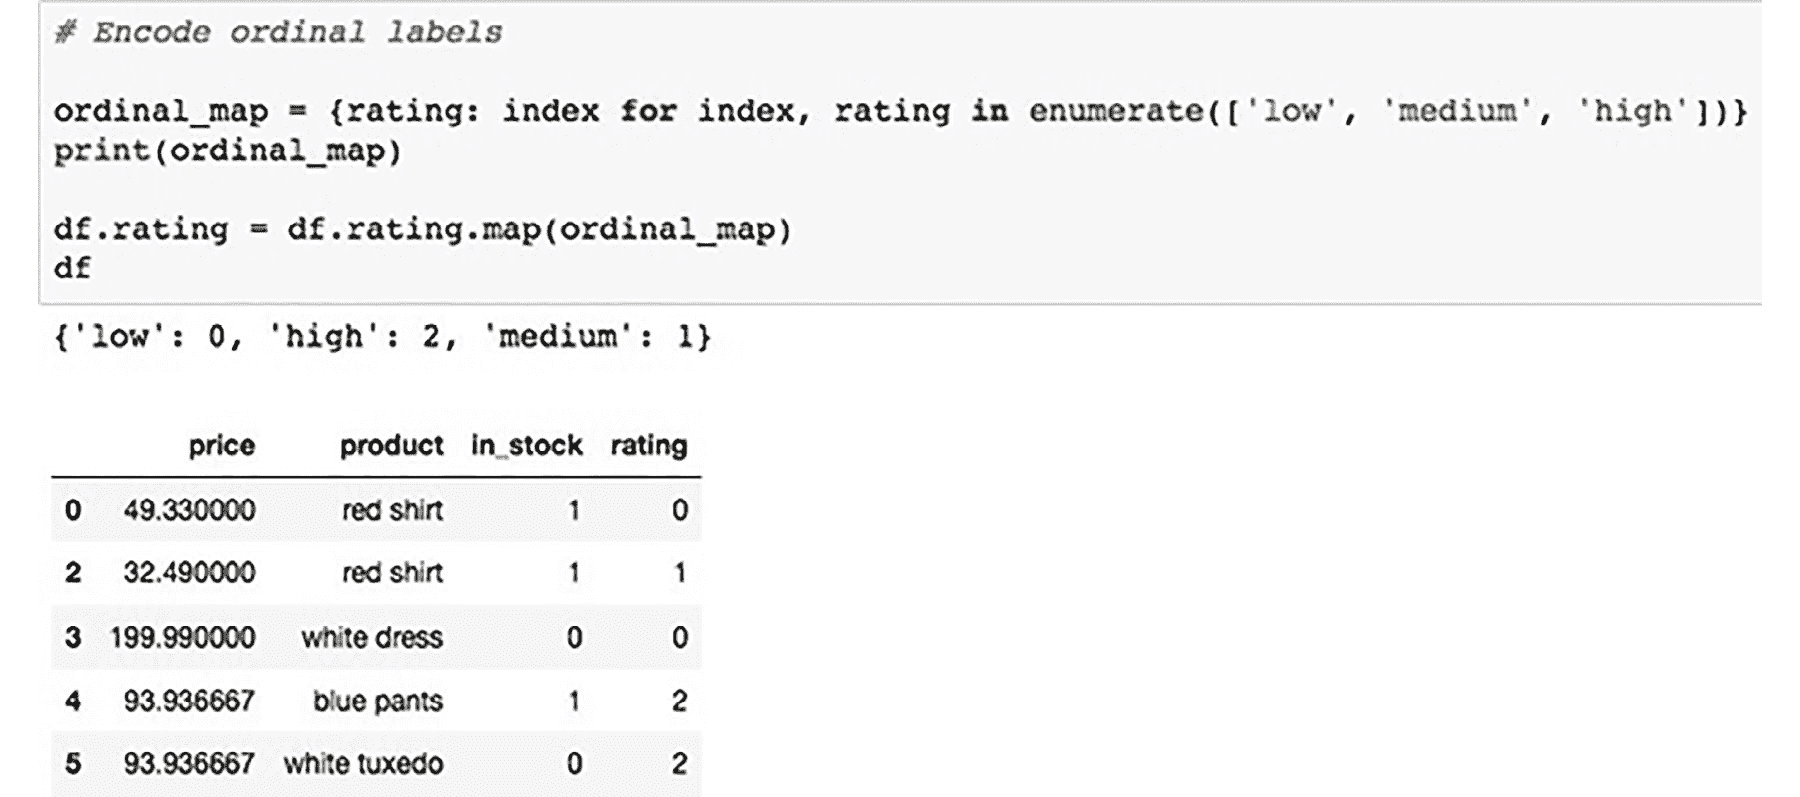 # Encode ordinal labels
ordinal_map = {rating: index for index, rating in enumerate(['low', 'medium', 'high'])}
print(ordinal_map)
df.rating = df.rating.map(ordinal_map)
df
{'low': 0, 'high': 2, 'medium': 1}
price product in_stock rating
0 49.330000 red shirt 1 0
2 32.490000 red shirt 1 1
3 199.990000 white dress 0 0
4 93.936667 blue pants 1 2
5 93.936667 white tuxedo 0 2